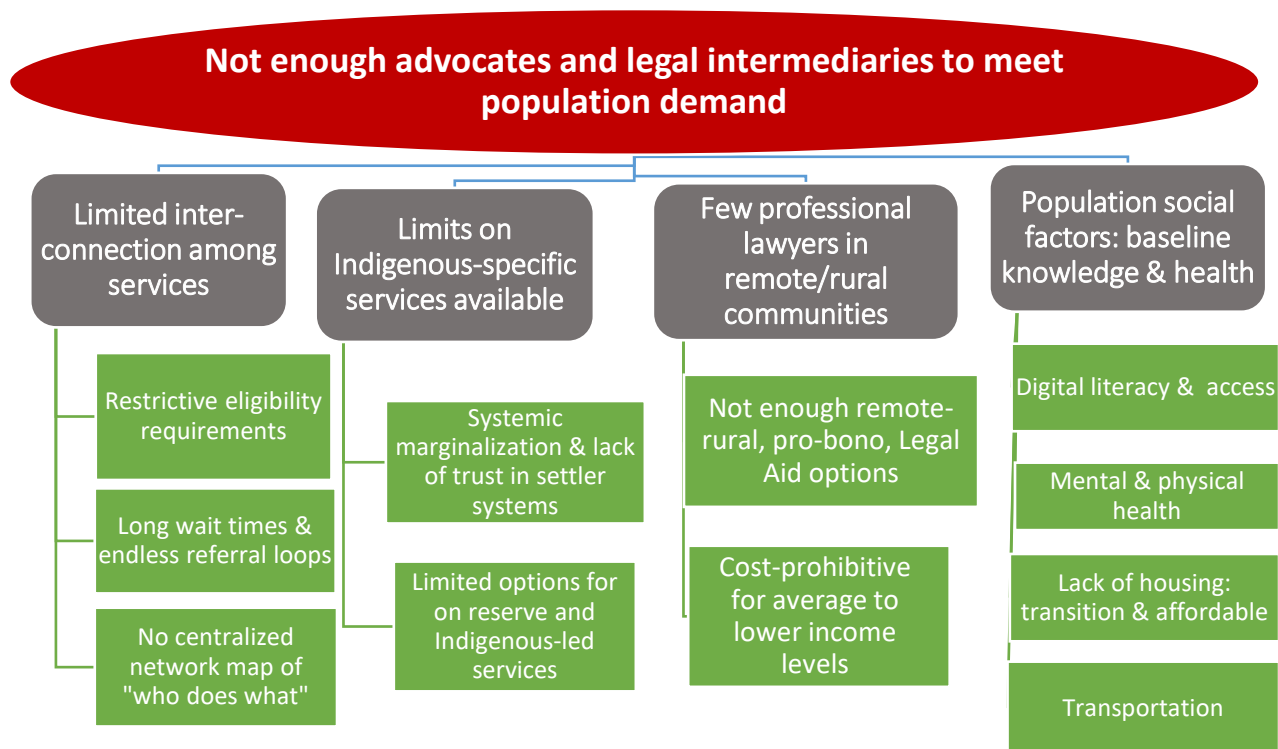 Not enough advocates and legal intermediaries to meet
population demand
Limited inter-
connection among
services
Restrictive eligibility
requirements
Long wait times &
endless referral loops
No centralized
network map of
"who does what"
Limits on
Indigenous-specific
services available
Systemic
marginalization & lack
of trust in settler
systems
Limited options for
on reserve and
Indigenous-led
services
Few professional
lawyers in
remote/rural
communities
Not enough remote-
rural, pro-bono, Legal
Aid options
Cost-prohibitive
for average to
lower income
levels
Population social
factors: baseline
knowledge & health
Digital literacy & access
Mental & physical
health
Lack of housing:
transition & affordable
Transportation